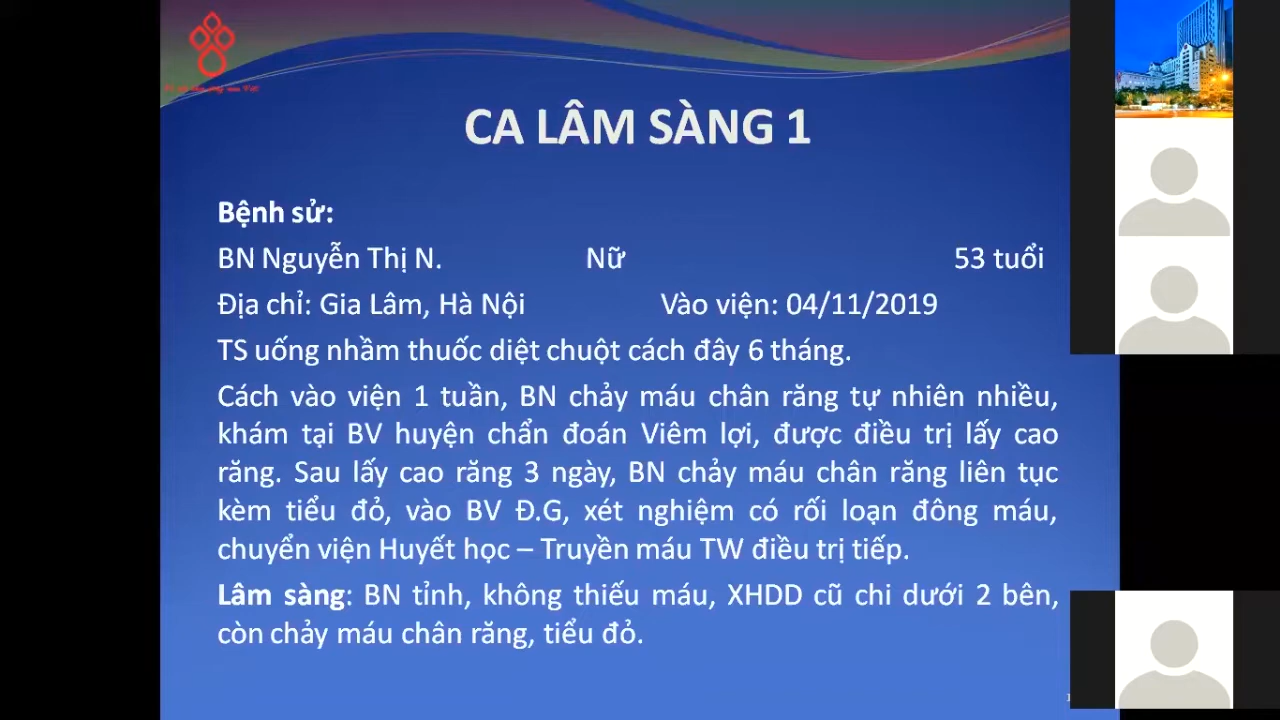 CA LÂM SÀNG 1
Bệnh sử:
BN Nguyễn Thị N. Nữ 53 tuổi
Địa chỉ: Gia Lâm, Hà Nội Vào viện: 04/11/2019
TS uống nhầm thuốc diệt chuột cách đây 6 tháng.
Cách vào viện 1 tuần, BN chảy máu chân răng tự nhiên nhiều,
khám tại BV huyện chẩn đoán Viêm lợi, được điều trị lấy cao
răng. Sau lấy cao răng 3 ngày, BN chảy máu chân răng liên tục
kèm tiểu đỏ, vào BV Đ.G, xét nghiệm có rối loạn đông máu,
chuyển viện Huyết học – Truyền máu TW điều trị tiếp.
Lâm sàng: BN tỉnh, không thiếu máu, XHDD cũ chi dưới 2 bên,
còn chảy máu chân răng, tiểu đỏ.